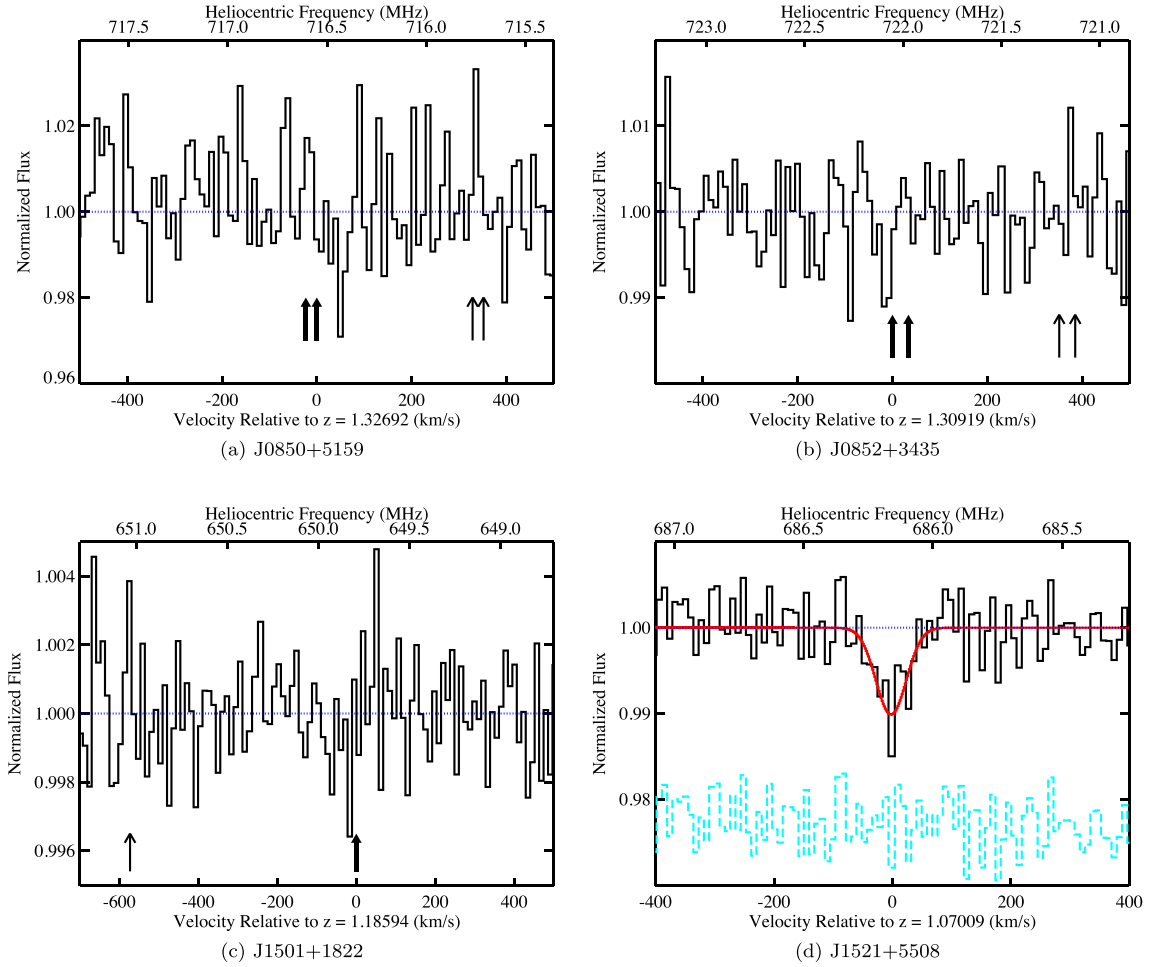 Heliocentric Frequency (MHz)
717.5 717.0 716.5 716.0 715.5
1.02
1.00
0.98
0.96
Normalized Flux
-400 -200 0 200 400
Velocity Relative to z = 1.32692 (km/s)
(a) J0850+5159
Heliocentric Frequency (MHz)
723.0 722.5 722.0 721.5 721.0
1.01
1.00
0.99
Normalized Flux
-400 -200 0 200 400
Velocity Relative to z = 1.30919 (km/s)
(b) J0852+3435
Heliocentric Frequency (MHz)
651.0 650.5 650.0 649.5 649.0
1.004
1.002
1.000
0.998
0.996
Normalized Flux
-600 -400 -200 0 200 400
Velocity Relative to z = 1.18594 (km/s)
(c) J1501+1822
Heliocentric Frequency (MHz)
687.0 686.5 686.0 685.5
1.00
0.99
0.98
Normalized Flux
-400 -200 0 200 400
Velocity Relative to z = 1.07009 (km/s)
(d) J1521+5508